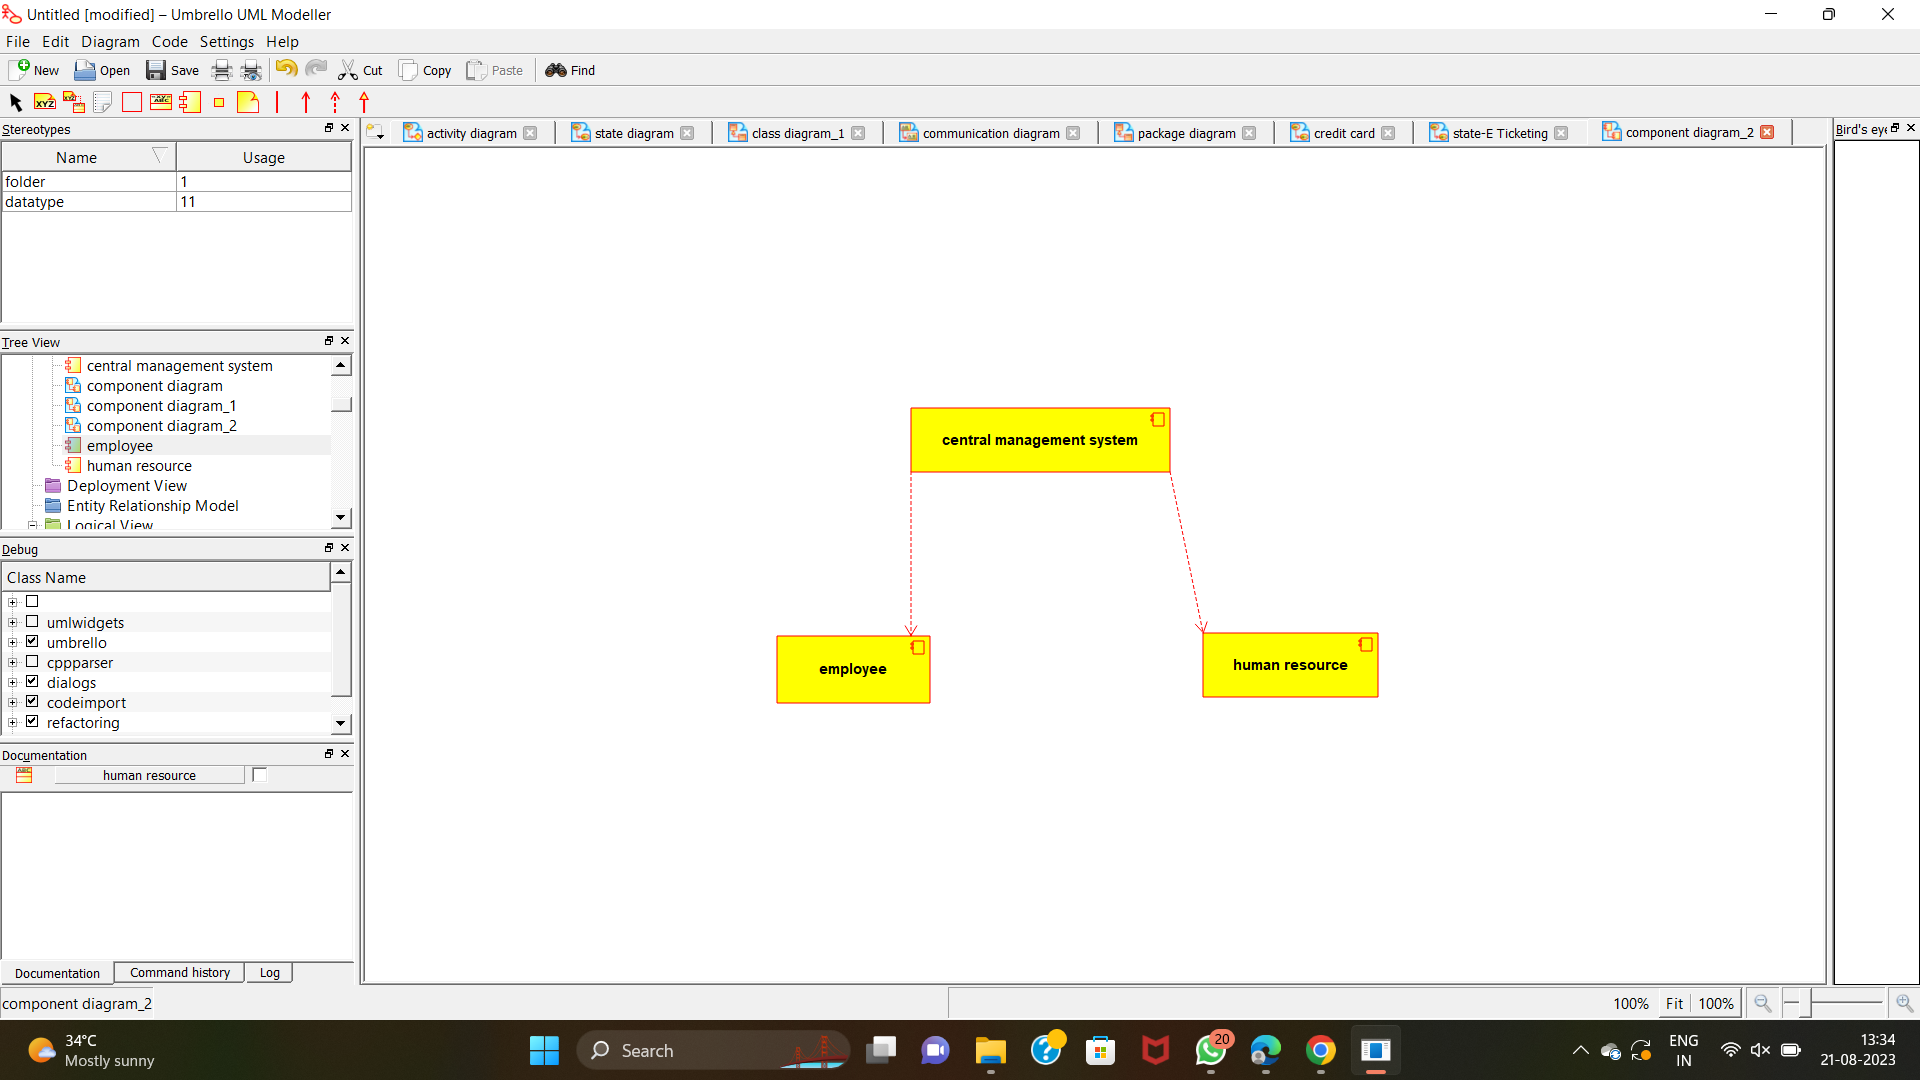 Untitled [modified] – Umbrello UML Modeller
File Edit Diagram Code Settings Help
New Open Save Cut Copy Paste Find
Stereotypes
Name Usage
folder 1
datatype 11
Tree View
central management system
component diagram
component diagram_1
component diagram_2
employee
human resource
Deployment View
Entity Relationship Model
Logical View
Debug
Class Name
umlwidgets
umbrello
cppparser
dialogs
codeimport
refactoring
Documentation
human resource
Documentation Command history Log
component diagram_2
activity diagram state diagram class diagram_1 communication diagram package diagram credit card state-E Ticketing component diagram_2
central management system
employee
human resource
Bird's eye
100% Fit 100%
34°C
Mostly sunny
Search
20
ENG
IN
13:34
21-08-2023